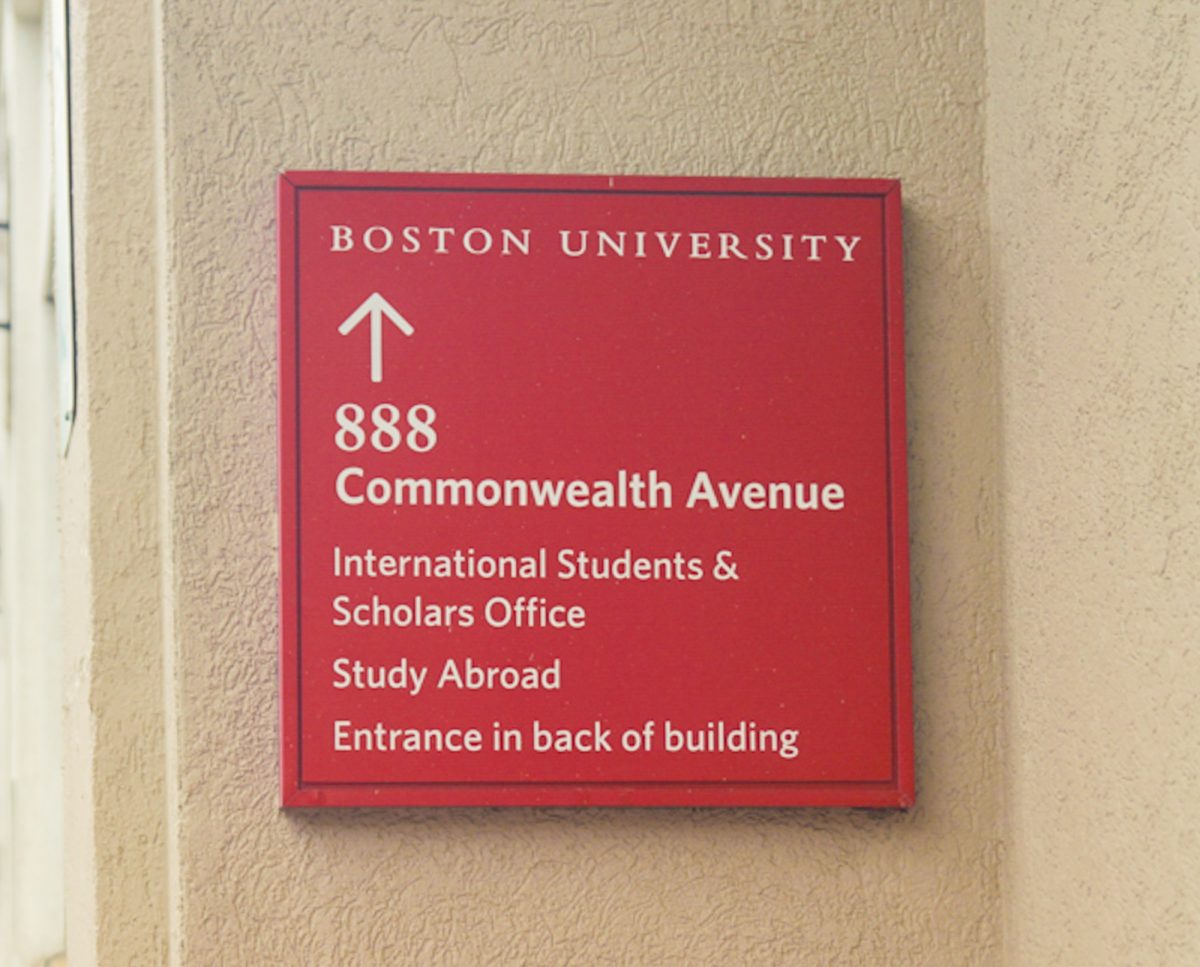 BOSTON UNIVERSITY
↑
888
Commonwealth Avenue
International Students &
Scholars Office
Study Abroad
Entrance in back of building